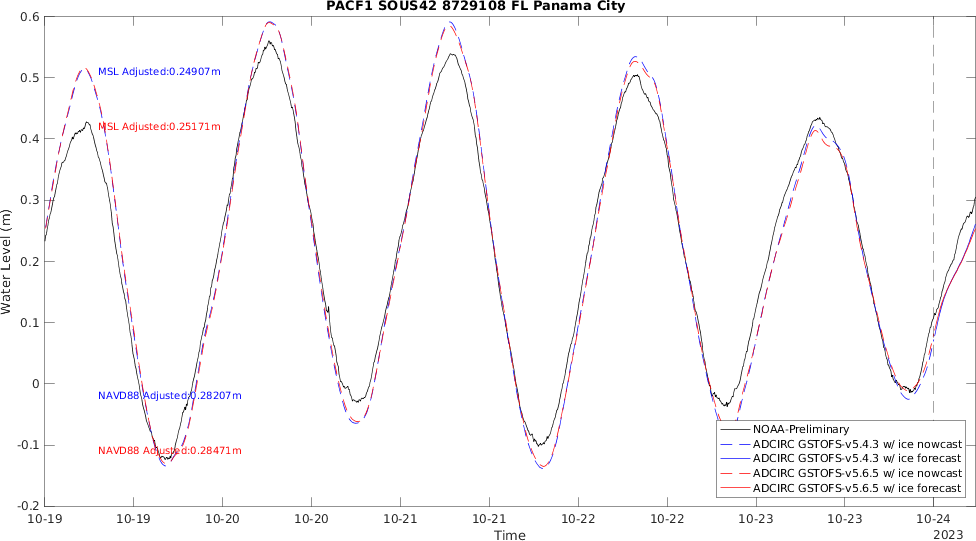 PACF1 SOUS42 8729108 FL Panama City
0.6
0.5
0.4
0.3
0.2
0.1
0
-0.1
-0.2
Water Level (m)
MSL Adjusted:0.24907m
MSL Adjusted:0.25171m
NAVD88 Adjusted:0.28207m
NAVD88 Adjusted:0.28471m
NOAA-Preliminary
ADCIRC GSTOFS-v5.4.3 w/ ice nowcast
ADCIRC GSTOFS-v5.4.3 w/ ice forecast
ADCIRC GSTOFS-v5.6.5 w/ ice nowcast
ADCIRC GSTOFS-v5.6.5 w/ ice forecast
10-19 10-19 10-20 10-20 10-21 10-21 10-22 10-22 10-23 10-23 10-24
2023
Time